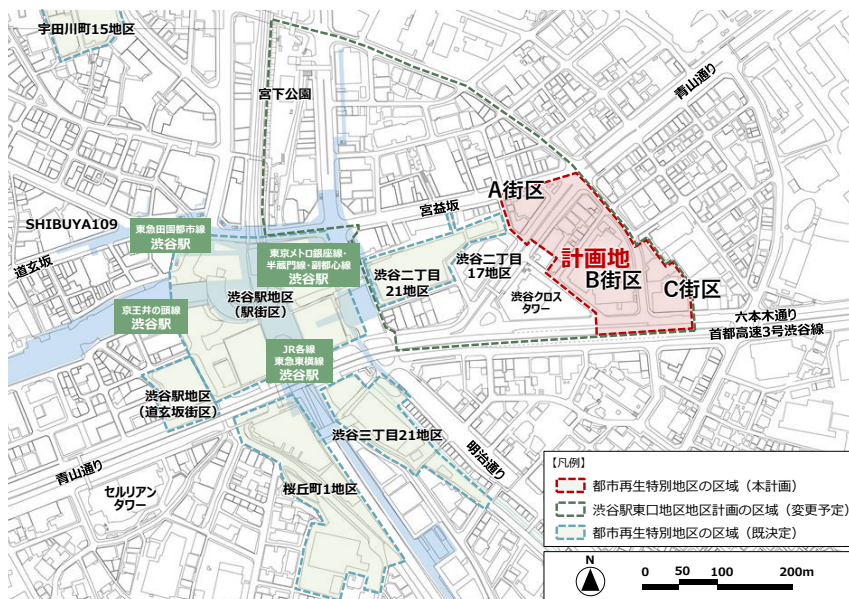 宇田川町15地区
宮下公園
青山通り
A街区
宮益坂
SHIBUYA109
東急田園都市線
渋谷駅
道玄坂
東京メトロ銀座線・
半蔵門線・副都心線
渋谷駅
渋谷二丁目
21地区
渋谷二丁目
17地区
計画地
B街区
C街区
渋谷クロス
タワー
渋谷駅地区
(駅街区)
京王井の頭線
渋谷駅
六本木通り
首都高速3号渋谷線
JR各線
東急東横線
渋谷駅
渋谷駅地区
(道玄坂街区)
渋谷三丁目21地区
明治通り
青山通り
セルリアン
タワー
桜丘町1地区
【凡例】
都市再生特別地区の区域(本計画)
渋谷駅東口地区地区計画の区域(変更予定)
都市再生特別地区の区域(既決定)
N
0 50 100 200m